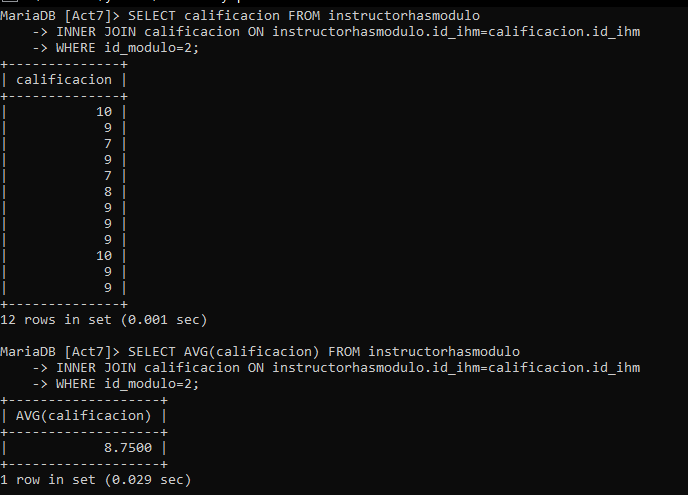 MariaDB [Act7]> SELECT calificacion FROM instructorhasmodulo
    -> INNER JOIN calificacion ON instructorhasmodulo.id_ihm=calificacion.id_ihm
    -> WHERE id_modulo=2;
+--------------+
| calificacion |
+--------------+
|           10 |
|            9 |
|            7 |
|            9 |
|            7 |
|            8 |
|            9 |
|            9 |
|            9 |
|           10 |
|            9 |
|            9 |
+--------------+
12 rows in set (0.001 sec)

MariaDB [Act7]> SELECT AVG(calificacion) FROM instructorhasmodulo
    -> INNER JOIN calificacion ON instructorhasmodulo.id_ihm=calificacion.id_ihm
    -> WHERE id_modulo=2;
+-------------------+
| AVG(calificacion) |
+-------------------+
|            8.7500 |
+-------------------+
1 row in set (0.029 sec)